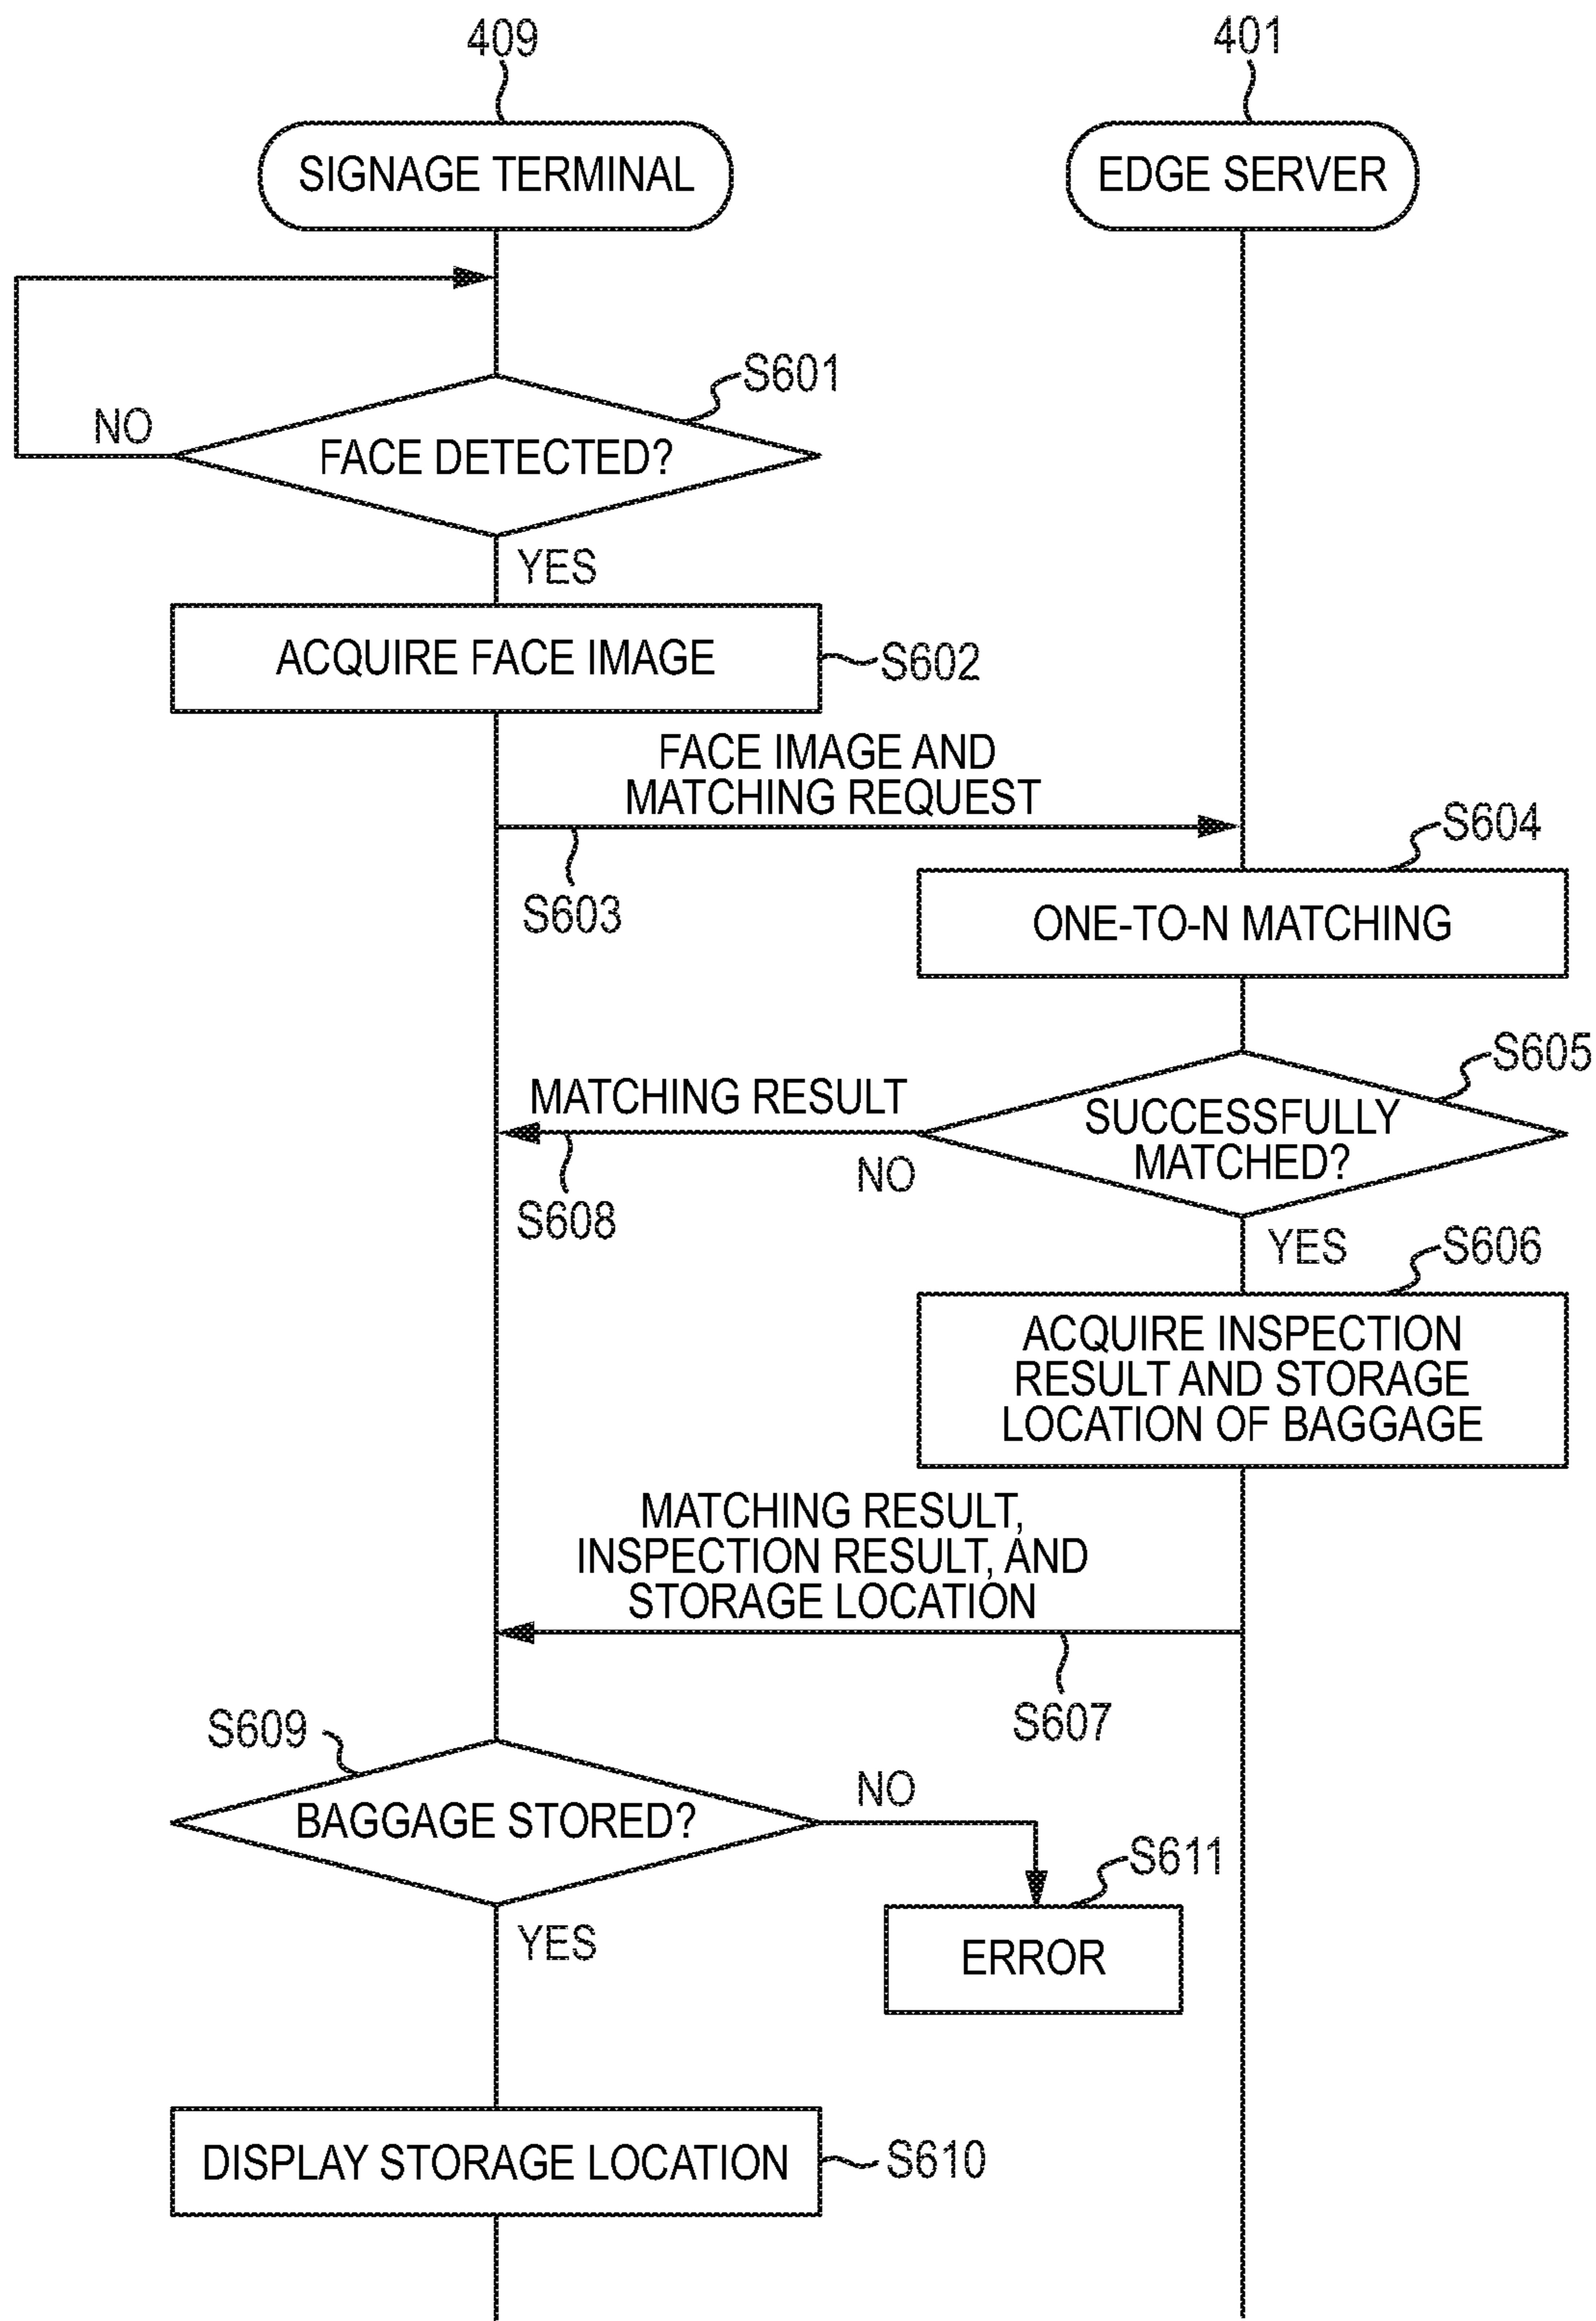 409
401
SIGNAGE TERMINAL
EDGE SERVER
S601
NO
FACE DETECTED?
YES
ACQUIRE FACE IMAGE
S602
FACE IMAGE AND
MATCHING REQUEST
S603
S604
ONE-TO-N MATCHING
S605
MATCHING RESULT
SUCCESSFULLY
MATCHED?
NO
S608
YES
S606
ACQUIRE INSPECTION
RESULT AND STORAGE
LOCATION OF BAGGAGE
MATCHING RESULT,
INSPECTION RESULT, AND
STORAGE LOCATION
S607
S609
NO
BAGGAGE STORED?
S611
YES
ERROR
DISPLAY STORAGE LOCATION
S610